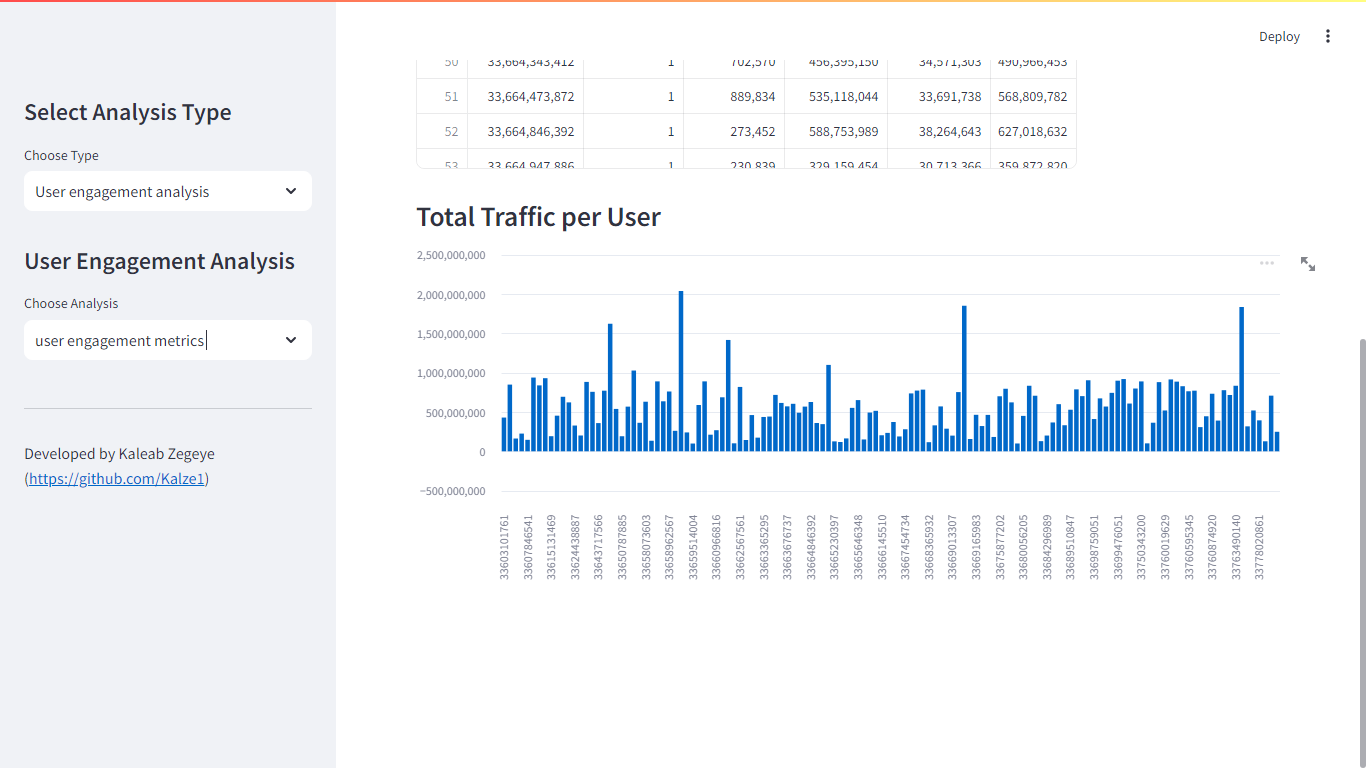 Deploy
Select Analysis Type
Choose Type
User engagement analysis
User Engagement Analysis
Choose Analysis
user engagement metrics
Developed by Kaleab Zegeye
(https://github.com/Kalze1)
50 33,664,343,412 1 702,570 456,395,150 34,571,303 490,966,453
51 33,664,473,872 1 889,834 535,118,044 33,691,738 568,809,782
52 33,664,846,392 1 273,452 588,753,989 38,264,643 627,018,632
53 33,664,947,886 1 230,839 329,159,454 30,713,366 359,872,820
Total Traffic per User
2,500,000,000
2,000,000,000
1,500,000,000
1,000,000,000
500,000,000
0
−500,000,000
33603101761
33607846541
33615131469
33624438887
33643717566
33650787885
33658073603
33658962567
33659514004
33660966816
33662567561
33663365295
33663676737
33664846392
33665230397
33665646348
33666145510
33667454734
33668365932
33669013307
33669165983
33675877202
33680056205
33684296989
33689510847
33698759051
33699476051
33750343200
33760019629
33760595345
33760874920
33763490140
33778020861